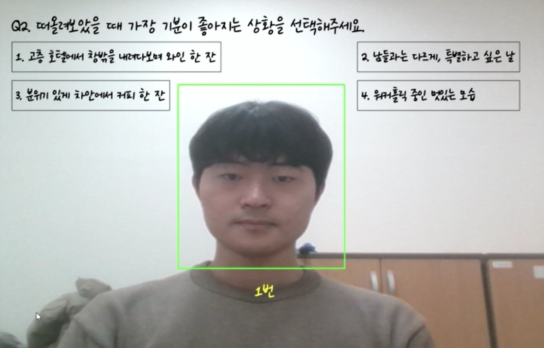 Q2. 떠올려보았을 때 가장 기분이 좋아지는 상황을 선택해주세요.
1. 고층 호텔에서 창밖을 내려다보며 와인 한 잔
2. 남들과는 다르게, 특별하고 싶은 날
3. 분위기 있게 차안에서 커피 한 잔
4. 워커홀릭 중인 멋있는 모습
1번